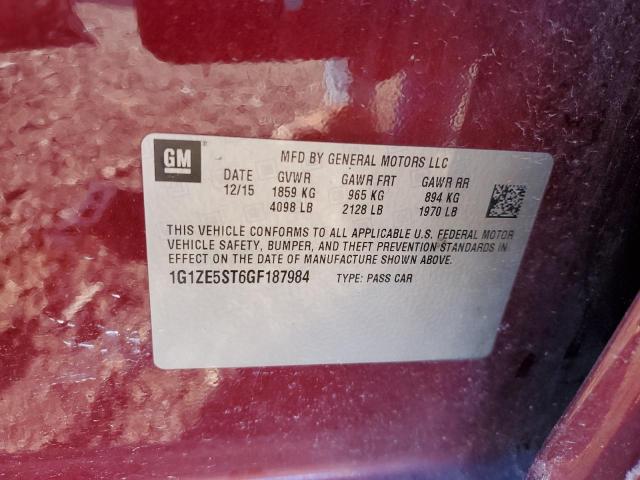 GM
MFD BY GENERAL MOTORS LLC
DATE GVWR GAWR FRT GAWR RR
12/15 1859 KG 965 KG 894 KG
4098 LB 2128 LB 1970 LB
THIS VEHICLE CONFORMS TO ALL APPLICABLE U.S. FEDERAL MOTOR
VEHICLE SAFETY, BUMPER, AND THEFT PREVENTION STANDARDS IN
EFFECT ON THE DATE OF MANUFACTURE SHOWN ABOVE.
1G1ZE5ST6GF187984 TYPE: PASS CAR